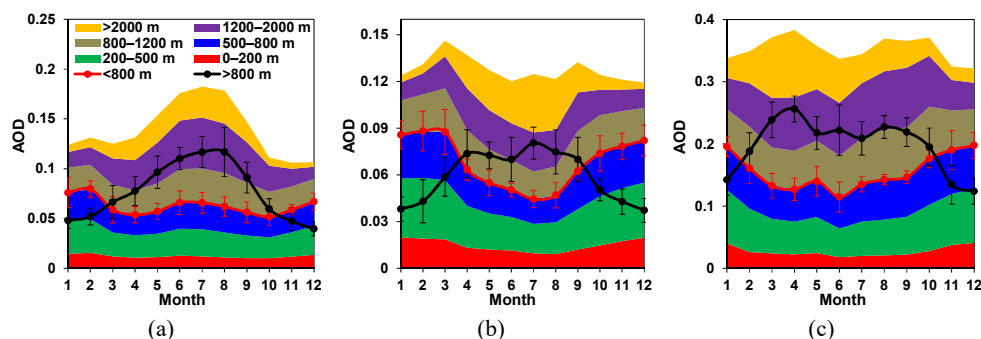 0.25
0.2
0.15
0.1
0.05
0
AOD
>2000 m
1200–2000 m
800–1200 m
500–800 m
200–500 m
0–200 m
<800 m
>800 m
1 2 3 4 5 6 7 8 9 10 11 12
Month
(a)
0.15
0.12
0.09
0.06
0.03
0
AOD
1 2 3 4 5 6 7 8 9 10 11 12
Month
(b)
0.4
0.3
0.2
0.1
0
AOD
1 2 3 4 5 6 7 8 9 10 11 12
Month
(c)